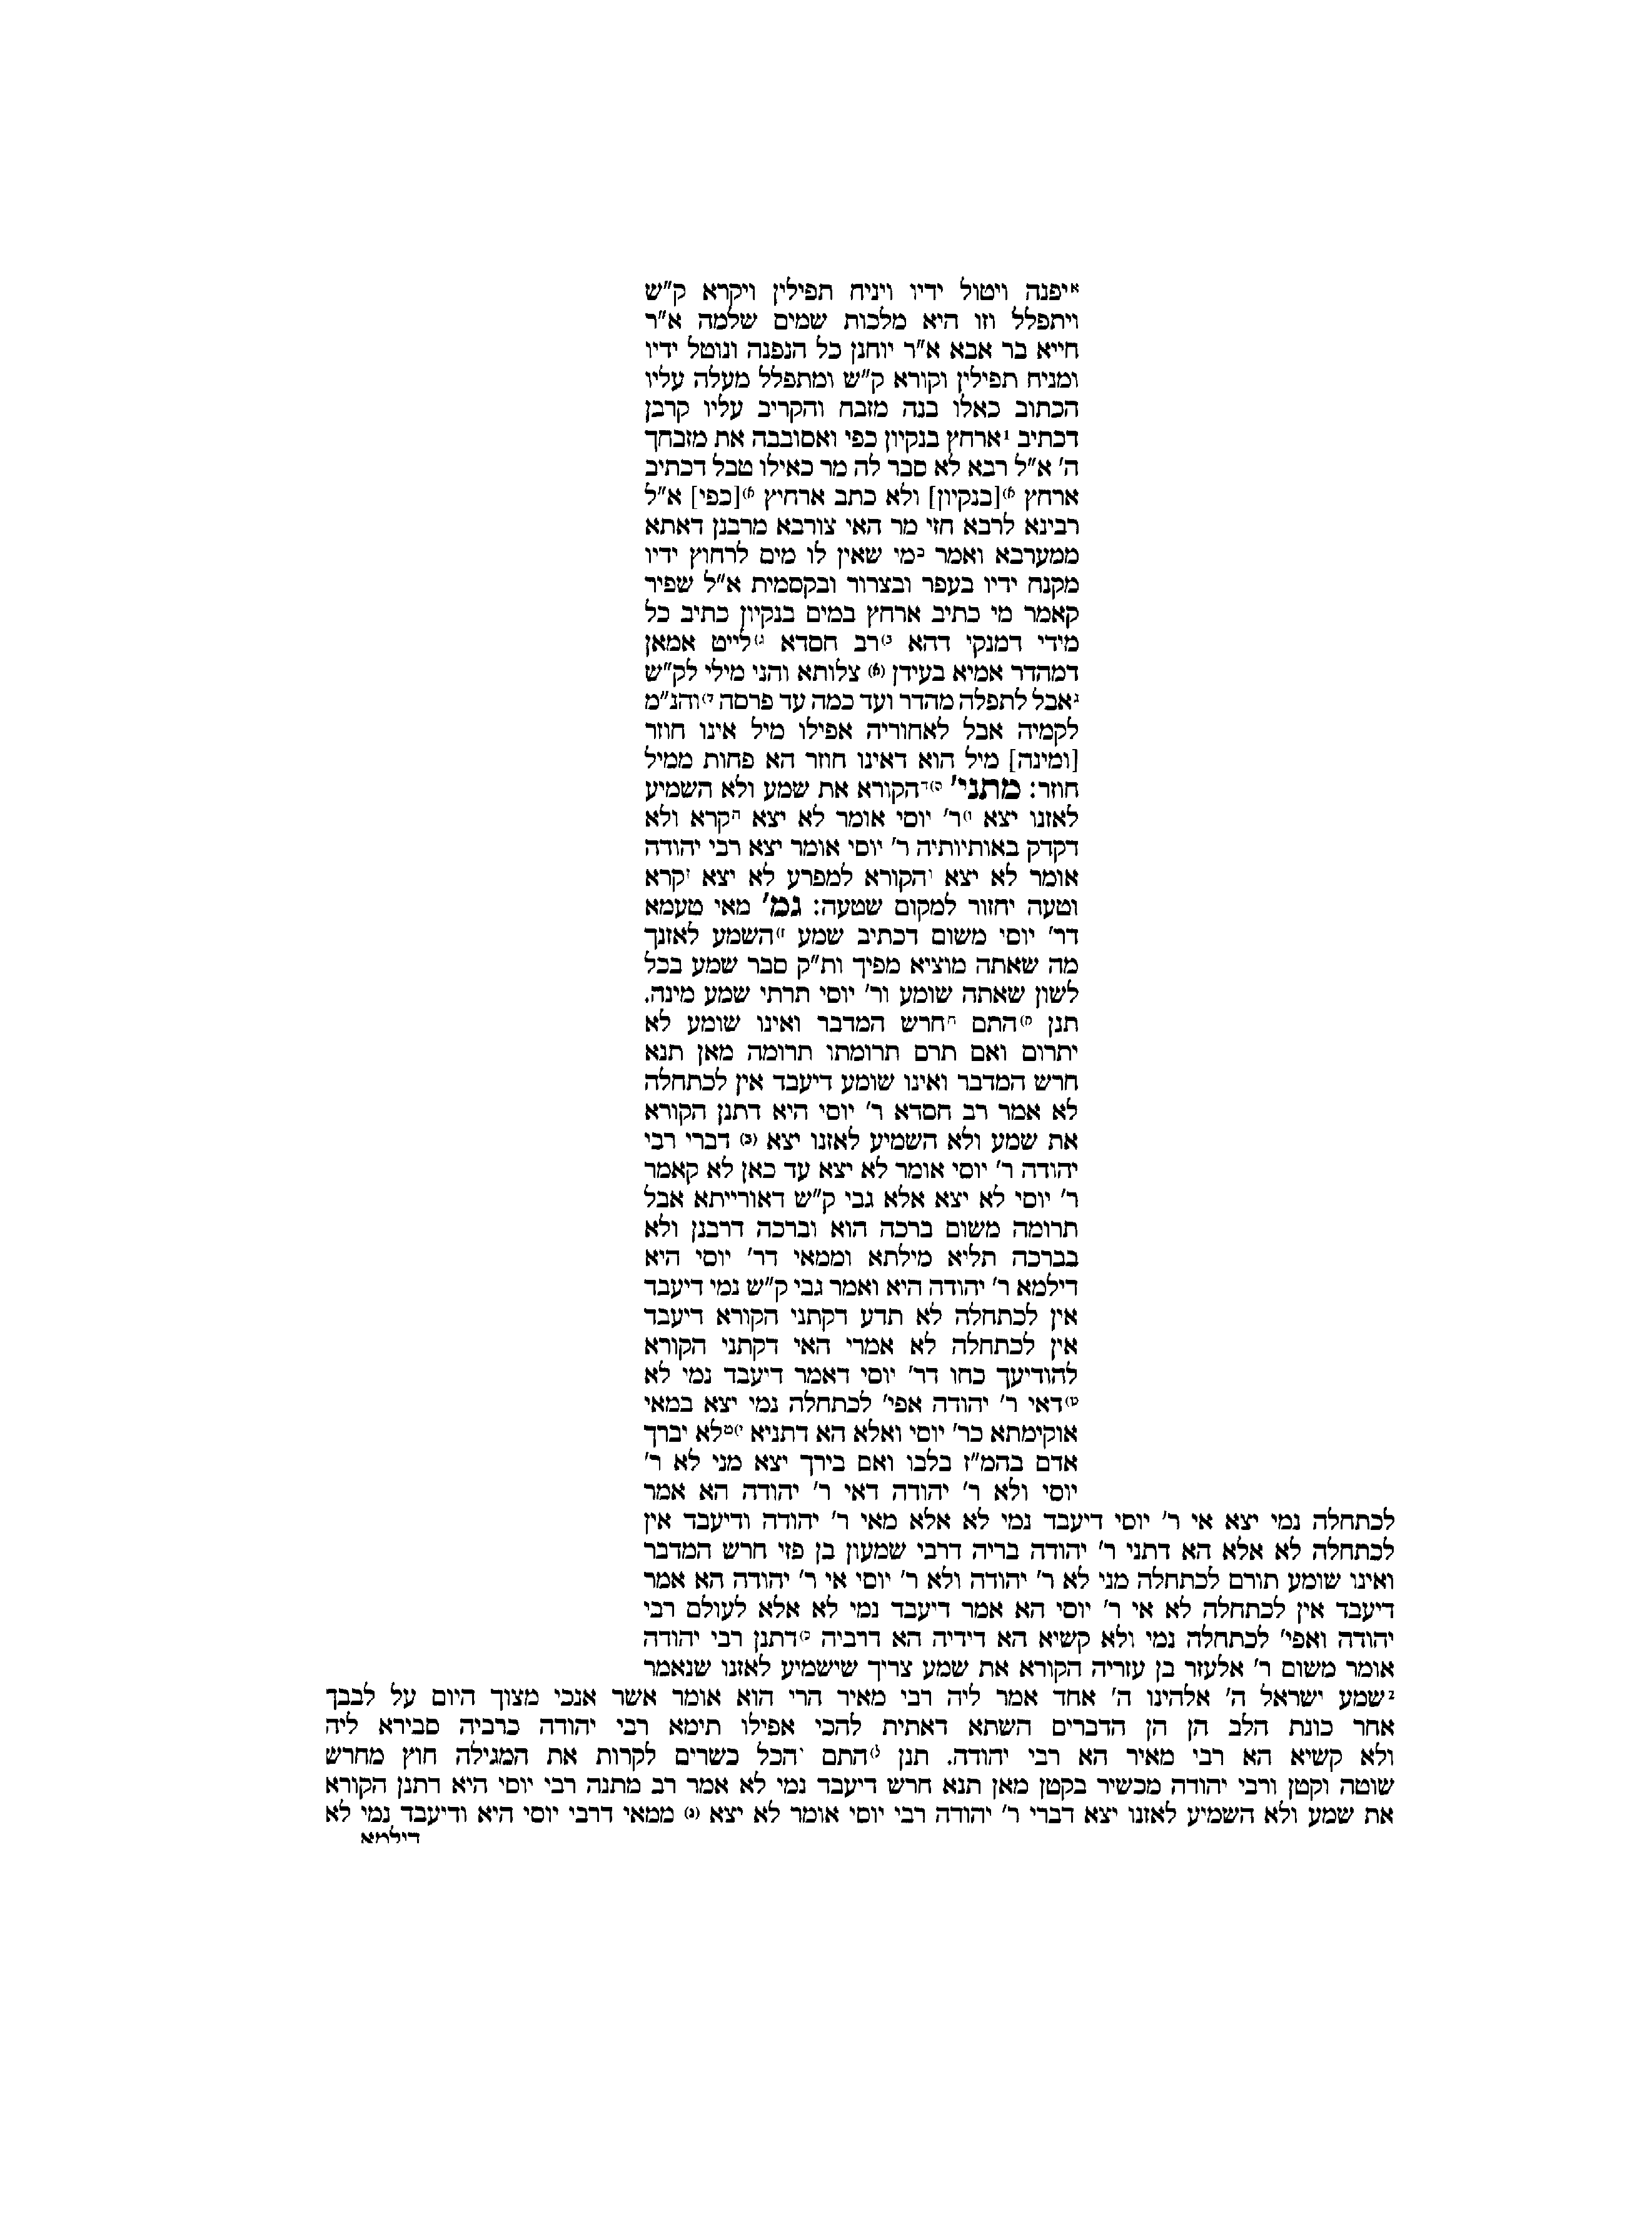 איפנה ויטול ידיו ויניח תפילין ויקרא ק"ש
ויתפלל וזו היא מלכות שמים שלמה א"ר
חייא בר אבא א"ר יוחנן כל הנפנה ונוטל ידיו
ומניח תפילין וקורא ק"ש ומתפלל מעלה עליו
הכתוב כאלו בנה מזבח והקריב עליו קרבן
דכתיב 1ארחץ בנקיון כפי ואסובבה את מזבחך
ה' א"ל רבא לא סבר לה מר כאילו טבל דכתיב
ארחץ א)[בנקיון] ולא כתב ארחיץ א)[כפי] א"ל
רבינא לרבא חזי מר האי צורבא מרבנן דאתא
ממערבא ואמר במי שאין לו מים לרחוץ ידיו
מקנח ידיו בעפר ובצרור ובקסמית א"ל שפיר
קאמר מי כתיב ארחץ במים בנקיון כתיב כל
מידי דמנקי דהא ב)רב חסדא ג)לייט אמאן
דמהדר אמיא בעידן (א) צלותא והני מילי לק"ש
גאבל לתפלה מהדר ועד כמה עד פרסה ד)והנ"מ
לקמיה אבל לאחוריה אפילו מיל אינו חוזר
[ומינה] מיל הוא דאינו חוזר הא פחות ממיל
חוזר: מתני' ה)דהקורא את שמע ולא השמיע
לאזנו יצא ו)ר' יוסי אומר לא יצא הקרא ולא
דקדק באותיותיה ר' יוסי אומר יצא רבי יהודה
אומר לא יצא והקורא למפרע לא יצא זקרא
וטעה יחזור למקום שטעה: גמ' מאי טעמא
דר' יוסי משום דכתיב שמע ז)השמע לאזנך
מה שאתה מוציא מפיך ות"ק סבר שמע בכל
לשון שאתה שומע ור' יוסי תרתי שמע מינה.
תנן ח)התם חחרש המדבר ואינו שומע לא
יתרום ואם תרם תרומתו תרומה מאן תנא
חרש המדבר ואינו שומע דיעבד אין לכתחלה
לא אמר רב חסדא ר' יוסי היא דתנן הקורא
את שמע ולא השמיע לאזנו יצא (ב) דברי רבי
יהודה ר' יוסי אומר לא יצא עד כאן לא קאמר
ר' יוסי לא יצא אלא גבי ק"ש דאורייתא אבל
תרומה משום ברכה הוא וברכה דרבנן ולא
בברכה תליא מילתא וממאי דר' יוסי היא
דילמא ר' יהודה היא ואמר גבי ק"ש נמי דיעבד
אין לכתחלה לא תדע דקתני הקורא דיעבד
אין לכתחלה לא אמרי האי דקתני הקורא
להודיעך כחו דר' יוסי דאמר דיעבד נמי לא
ט)דאי ר' יהודה אפי' לכתחלה נמי יצא במאי
אוקימתא כר' יוסי ואלא הא דתניא י)טלא יברך
אדם בהמ"ז בלבו ואם בירך יצא מני לא ר'
יוסי ולא ר' יהודה דאי ר' יהודה הא אמר
לכתחלה נמי יצא אי ר' יוסי דיעבד נמי לא אלא מאי ר' יהודה ודיעבד אין
לכתחלה לא אלא הא דתני ר' יהודה בריה דרבי שמעון בן פזי חרש המדבר
ואינו שומע תורם לכתחלה מני לא ר' יהודה ולא ר' יוסי אי ר' יהודה הא אמר
דיעבד אין לכתחלה לא אי ר' יוסי הא אמר דיעבד נמי לא אלא לעולם רבי
יהודה ואפי' לכתחלה נמי ולא קשיא הא דידיה הא דרביה כ)דתנן רבי יהודה
אומר משום ר' אלעזר בן עזריה הקורא את שמע צריך שישמיע לאזנו שנאמר
2שמע ישראל ה' אלהינו ה' אחד אמר ליה רבי מאיר הרי הוא אומר אשר אנכי מצוך היום על לבבך
אחר כונת הלב הן הן הדברים השתא דאתית להכי אפילו תימא רבי יהודה כרביה סבירא ליה
ולא קשיא הא רבי מאיר הא רבי יהודה. תנן ל)התם יהכל כשרים לקרות את המגילה חוץ מחרש
שוטה וקטן ורבי יהודה מכשיר בקטן מאן תנא חרש דיעבד נמי לא אמר רב מתנה רבי יוסי היא דתנן הקורא
את שמע ולא השמיע לאזנו יצא דברי ר' יהודה רבי יוסי אומר לא יצא (ג) ממאי דרבי יוסי היא ודיעבד נמי לא
דילמא